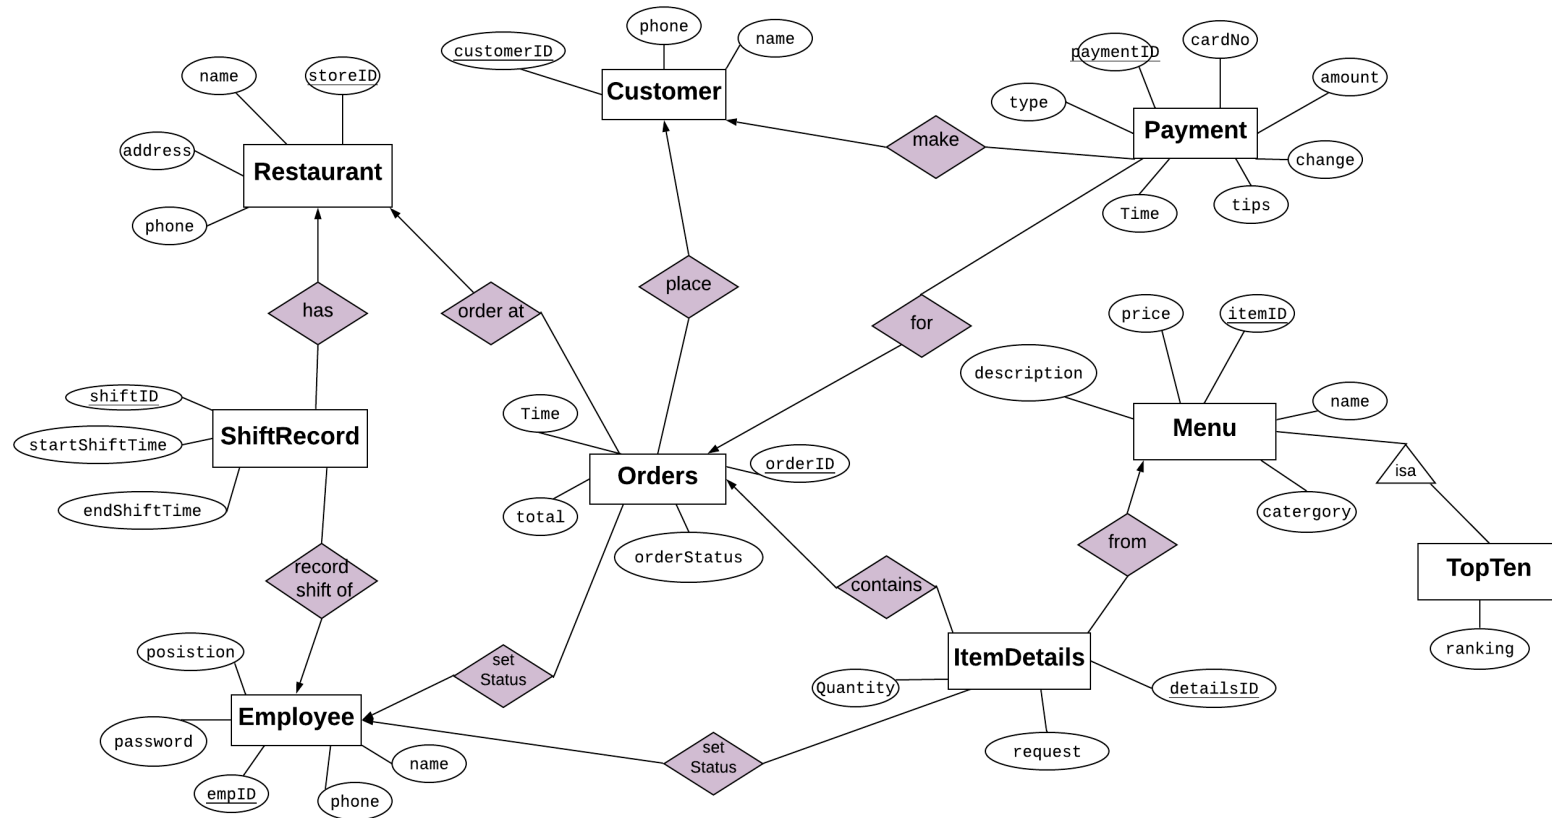 phone
customerID
name
cardNo
paymentID
name
storeID
Customer
type
amount
Payment
address
Restaurant
make
change
phone
Time
tips
has
order at
place
for
price
itemID
description
shiftID
Time
name
startShiftTime
ShiftRecord
Menu
orderID
isa
Orders
endShiftTime
total
catergory
orderStatus
from
record
shift of
contains
TopTen
posistion
set
Status
ItemDetails
ranking
Quantity
detailsID
Employee
password
set
Status
request
name
empID
phone